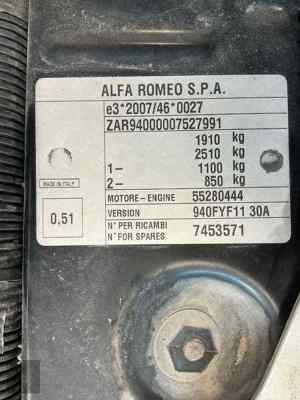 ALFA ROMEO S.P.A.
e3*2007/46*0027
ZAR94000007527991
1910 kg
2510 kg
1- 1100 kg
2- 850 kg
MADE IN ITALY
MOTORE-ENGINE 55280444
VERSION 940FYF11 30A
0,51
N° PER RICAMBI
N° FOR SPARES 7453571